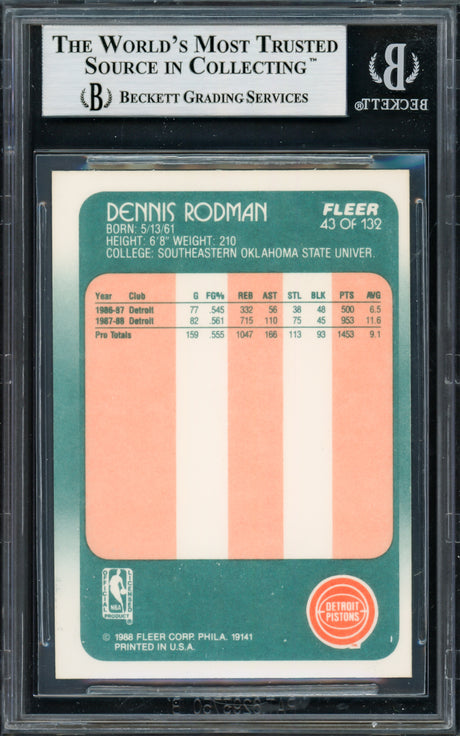 THE WORLD'S MOST TRUSTED
SOURCE IN COLLECTING™
B BECKETT GRADING SERVICES
B
BECKETT®
DENNIS RODMAN
BORN: 5/13/61
HEIGHT: 6'8" WEIGHT: 210
COLLEGE: SOUTHEASTERN OKLAHOMA STATE UNIVER.
FLEER
43 OF 132
Year Club G FG% REB AST STL BLK PTS AVG
1986-87 Detroit 77 .545 332 56 38 48 500 6.5
1987-88 Detroit 82 .561 715 110 75 45 953 11.6
Pro Totals 159 .555 1047 166 113 93 1453 9.1
OFFICIAL LICENSED
NBA
PRODUCT
DETROIT
PISTONS
© 1988 FLEER CORP. PHILA. 19141
PRINTED IN U.S.A.